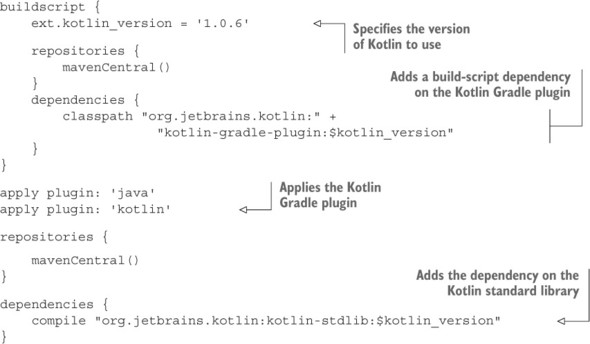 buildscript {
    ext.kotlin_version = '1.0.6'
Specifies the version
of Kotlin to use
    repositories {
        mavenCentral()
    }
Adds a build-script dependency
on the Kotlin Gradle plugin
    dependencies {
        classpath "org.jetbrains.kotlin:" +
                "kotlin-gradle-plugin:$kotlin_version"
    }
}
apply plugin: 'java'
apply plugin: 'kotlin'
Applies the Kotlin
Gradle plugin
repositories {
    mavenCentral()
}
Adds the dependency on the
Kotlin standard library
dependencies {
    compile "org.jetbrains.kotlin:kotlin-stdlib:$kotlin_version"
}